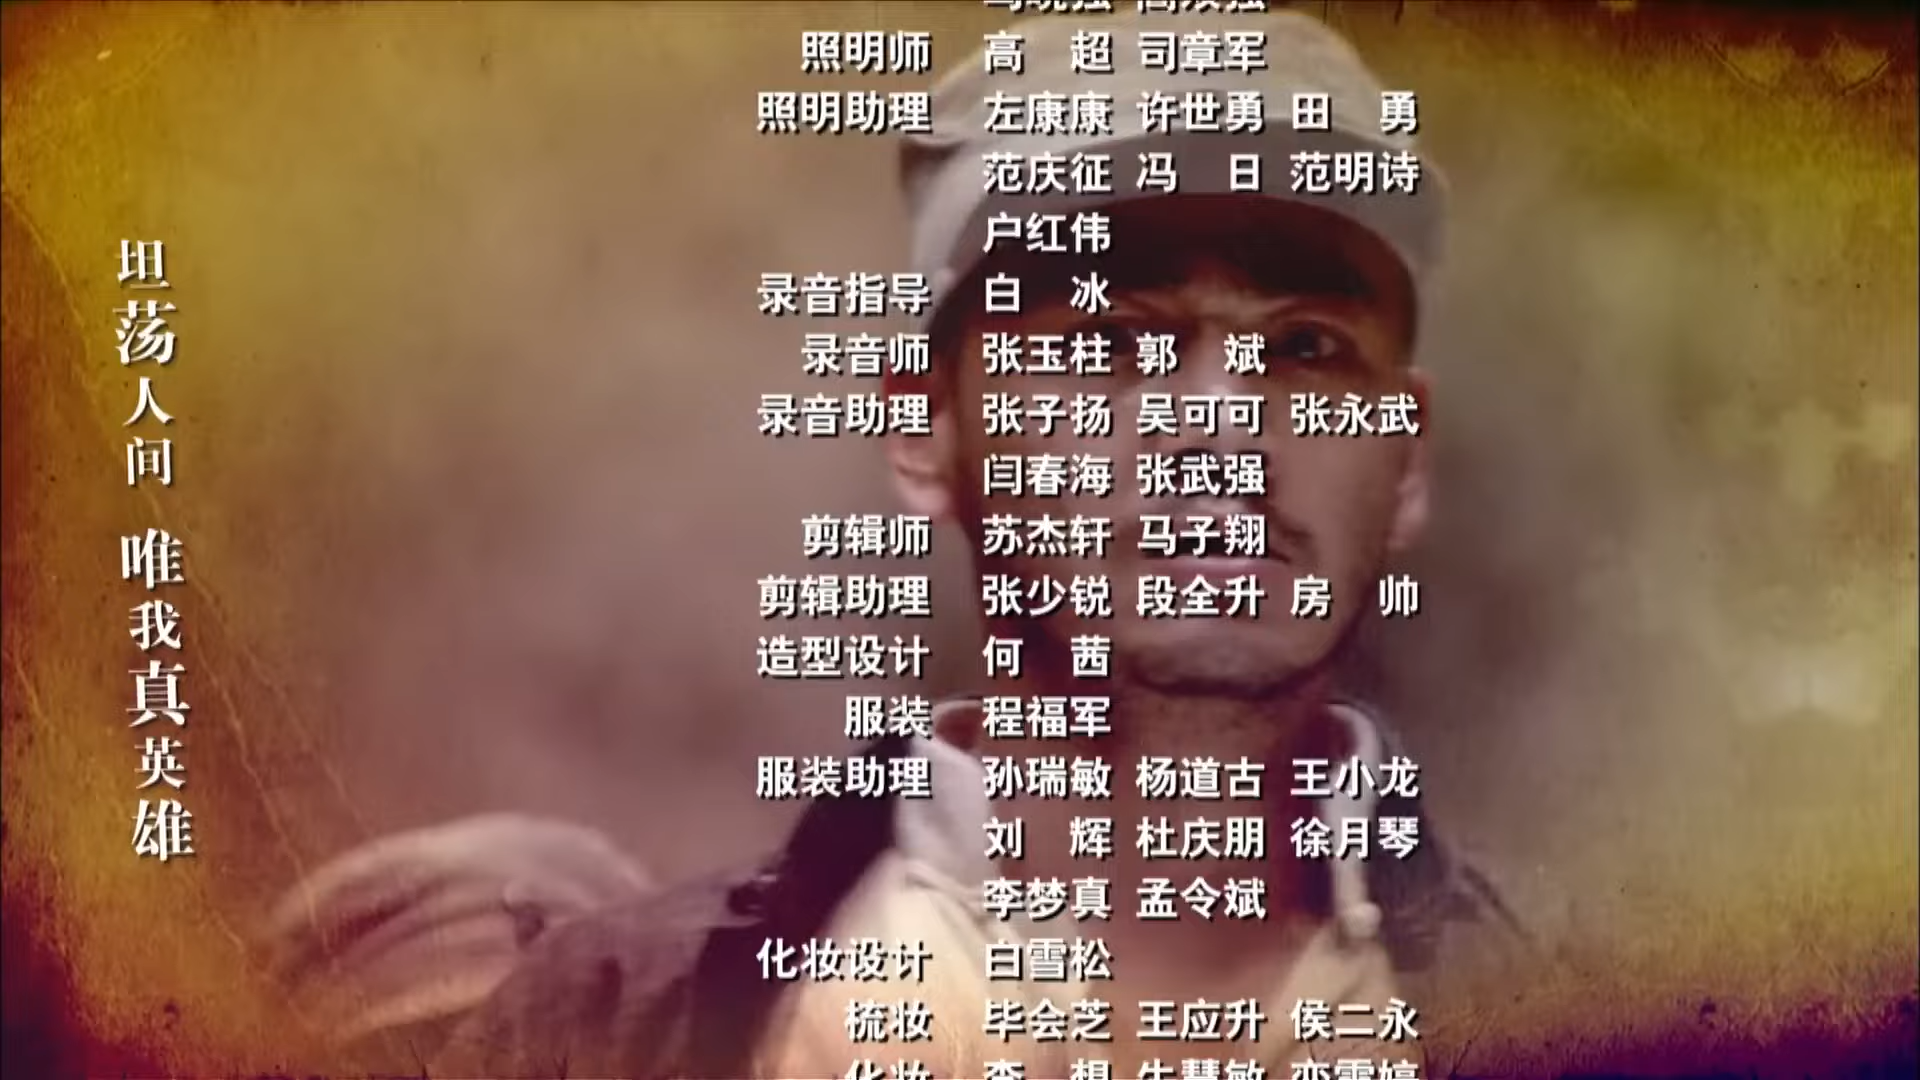 坦荡人间 唯我真英雄
照明师 高 超 司章军
照明助理 左康康 许世勇 田 勇
范庆征 冯 日 范明诗
户红伟
录音指导 白 冰
录音师 张玉柱 郭 斌
录音助理 张子扬 吴可可 张永武
闫春海 张武强
剪辑师 苏杰轩 马子翔
剪辑助理 张少锐 段全升 房 帅
造型设计 何 茜
服装 程福军
服装助理 孙瑞敏 杨道古 王小龙
刘 辉 杜庆朋 徐月琴
李梦真 孟令斌
化妆设计 白雪松
梳妆 毕会芝 王应升 侯二永
化妆 李 想